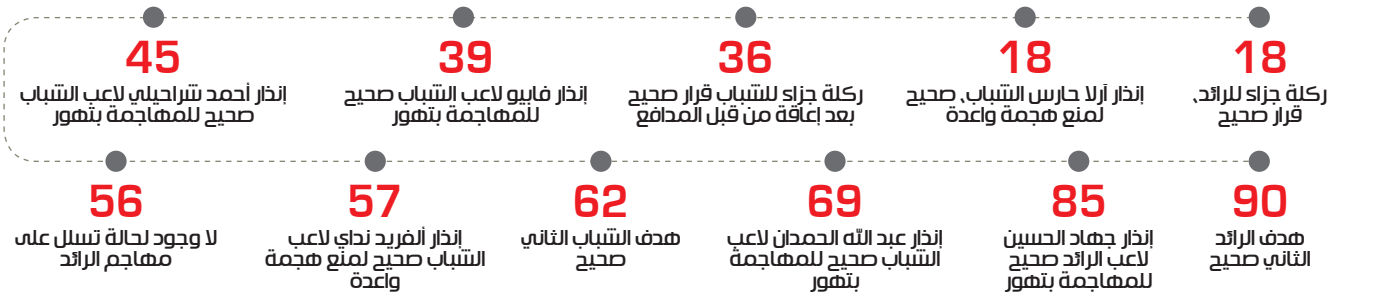 18
ركلة جزاء للرائد،
قرار صحيح
18
إنذار آرلا حارس الشباب، صحيح
لمنع هجمة واعدة
36
ركلة جزاء للشباب قرار صحيح
بعد إعاقة من قبل المدافع
39
إنذار فابيو لاعب الشباب صحيح
للمهاجمة بتهور
45
إنذار أحمد شراحيلي لاعب الشباب
صحيح للمهاجمة بتهور
56
لا وجود لحالة تسلل على
مهاجم الرائد
57
إنذار ألفريد نداي لاعب
الشباب صحيح لمنع هجمة
واعدة
62
هدف الشباب الثاني
صحيح
69
إنذار عبد الله الحمدان لاعب
الشباب صحيح للمهاجمة
بتهور
85
إنذار جهاد الحسين
لاعب الرائد صحيح
للمهاجمة بتهور
90
هدف الرائد
الثاني صحيح